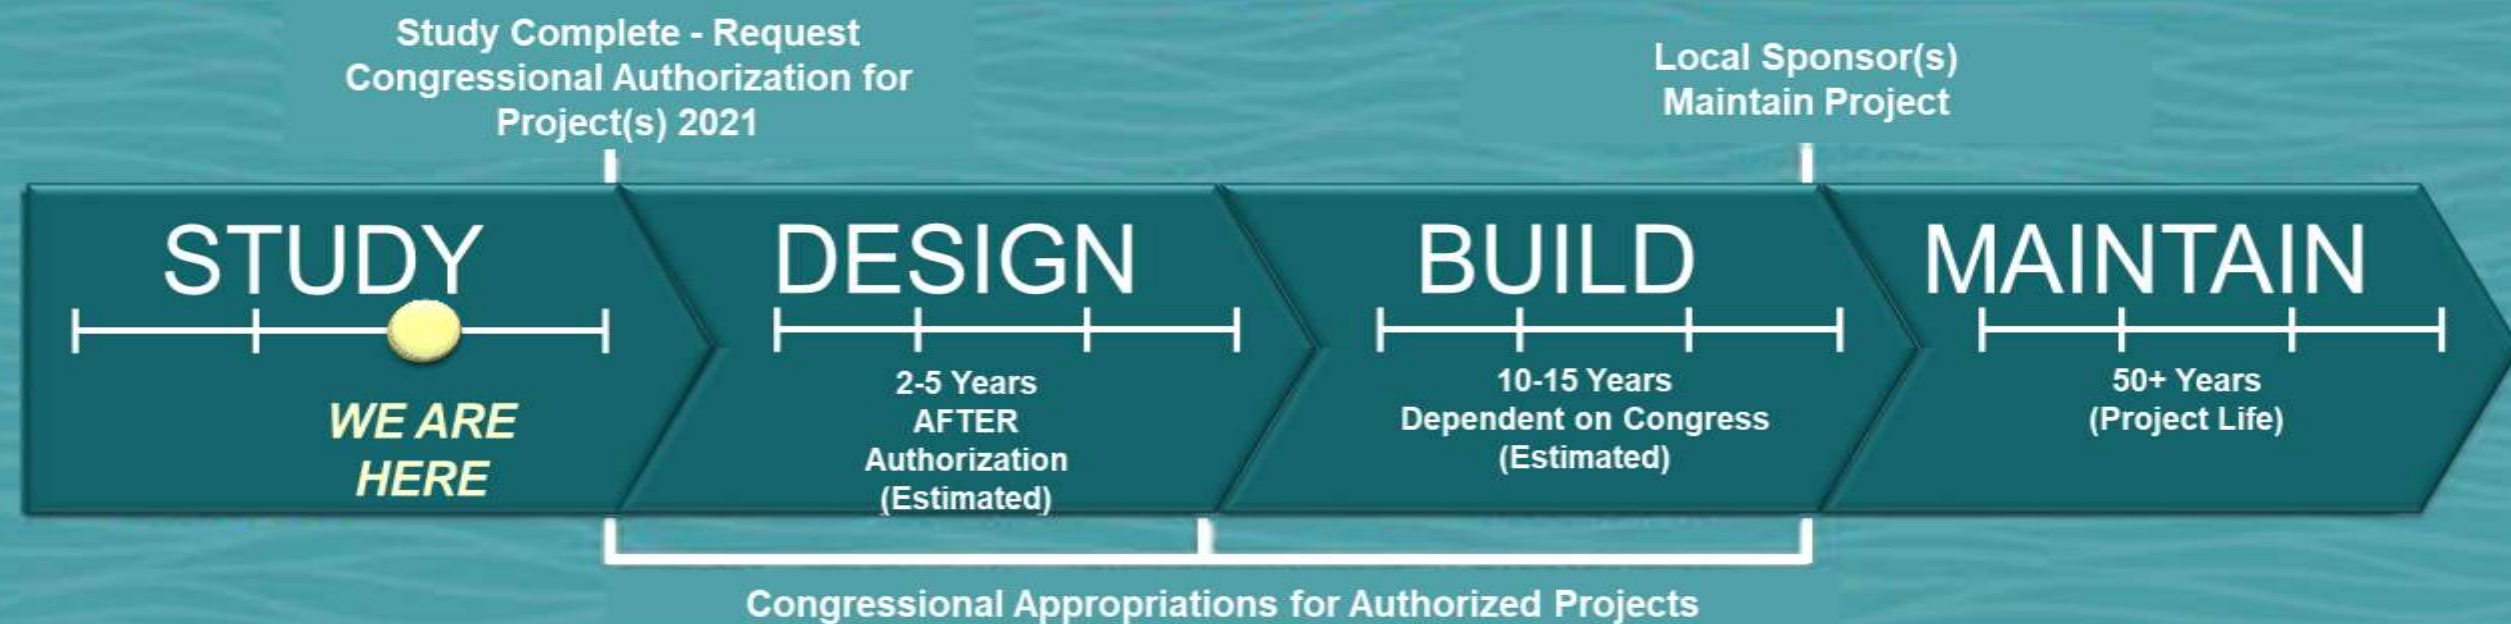 Study Complete - Request
Congressional Authorization for
Project(s) 2021
Local Sponsor(s)
Maintain Project
STUDY
WE ARE
HERE
DESIGN
2-5 Years
AFTER
Authorization
(Estimated)
BUILD
10-15 Years
Dependent on Congress
(Estimated)
MAINTAIN
50+ Years
(Project Life)
Congressional Appropriations for Authorized Projects